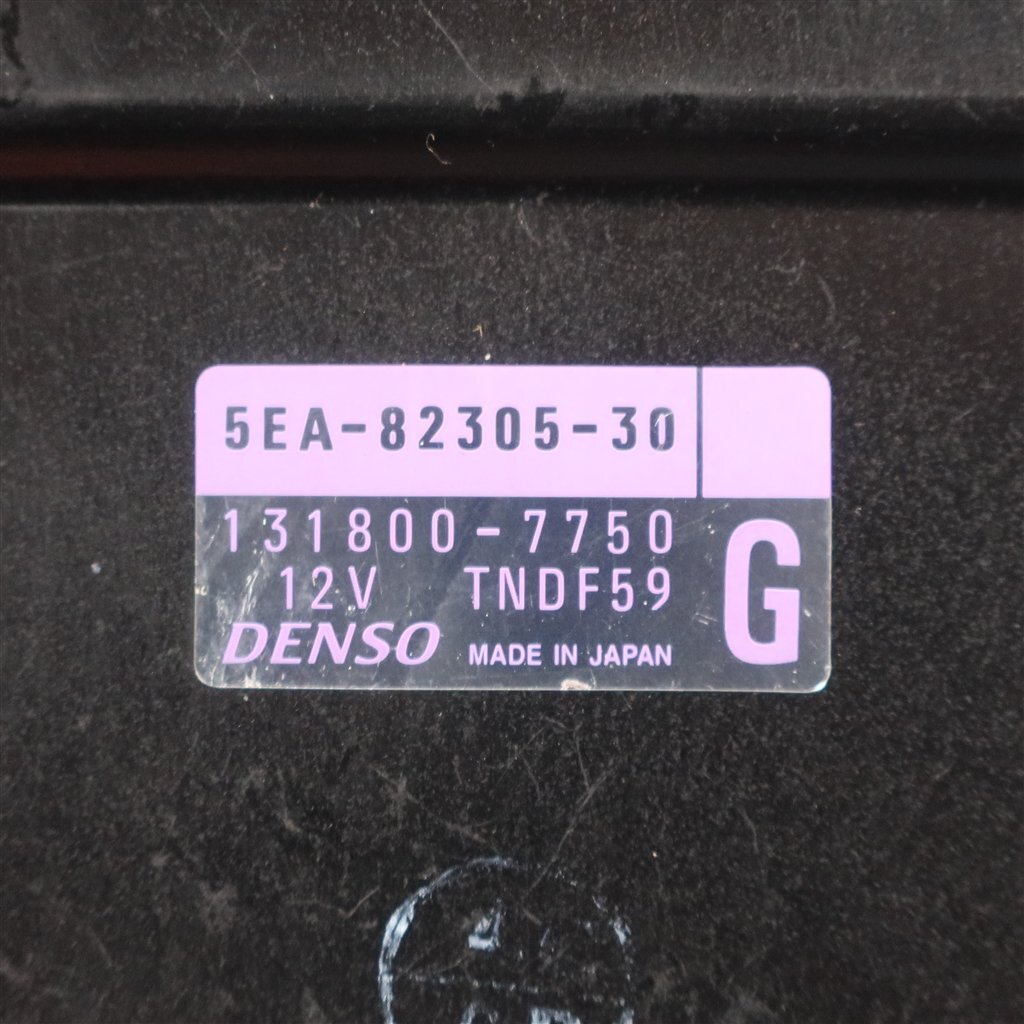 5EA-82305-30
131800-7750
12V TNDF59
G
DENSO MADE IN JAPAN